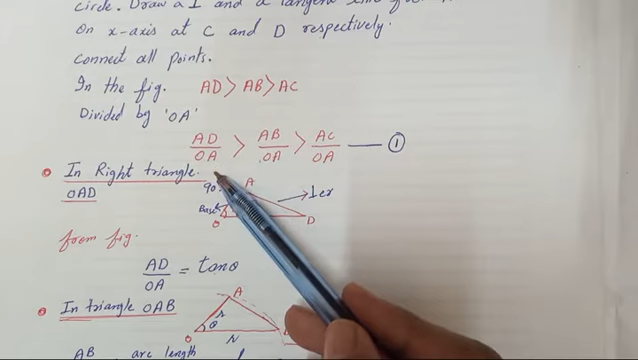 circle. Draw a ⊥ and a tangent line
On x-axis at C and D respectively.
Connect all points.
In the fig. AD > AB > AC
Divided by 'OA'
AD/OA > AB/OA > AC/OA — ①
In Right triangle.
OAD
90°
A
⊥er
Base
O
D
from fig.
AD/OA = tanθ
In triangle OAB
A
r
θ
O
AB
arc length